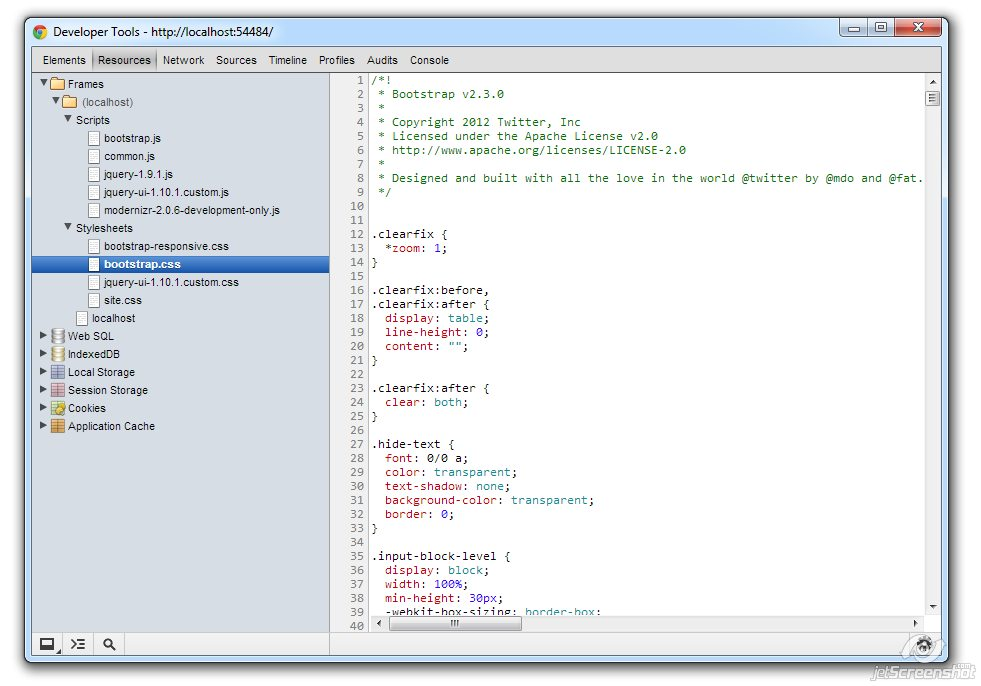 Developer Tools - http://localhost:54484/
Elements Resources Network Sources Timeline Profiles Audits Console
Frames
(localhost)
Scripts
bootstrap.js
common.js
jquery-1.9.1.js
jquery-ui-1.10.1.custom.js
modernizr-2.0.6-development-only.js
Stylesheets
bootstrap-responsive.css
bootstrap.css
jquery-ui-1.10.1.custom.css
site.css
localhost
Web SQL
IndexedDB
Local Storage
Session Storage
Cookies
Application Cache
1 /*!
2  * Bootstrap v2.3.0
3  *
4  * Copyright 2012 Twitter, Inc
5  * Licensed under the Apache License v2.0
6  * http://www.apache.org/licenses/LICENSE-2.0
7  *
8  * Designed and built with all the love in the world @twitter by @mdo and @fat.
9  */
10
11
12 .clearfix {
13   *zoom: 1;
14 }
15
16 .clearfix:before,
17 .clearfix:after {
18   display: table;
19   line-height: 0;
20   content: "";
21 }
22
23 .clearfix:after {
24   clear: both;
25 }
26
27 .hide-text {
28   font: 0/0 a;
29   color: transparent;
30   text-shadow: none;
31   background-color: transparent;
32   border: 0;
33 }
34
35 .input-block-level {
36   display: block;
37   width: 100%;
38   min-height: 30px;
39   -webkit-box-sizing: border-box;
40
jetScreenshot.com